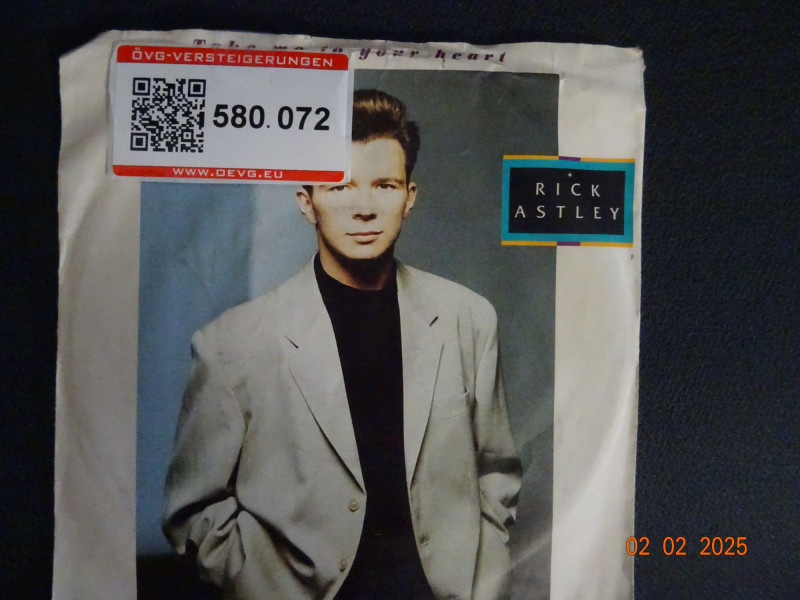 Take me to your heart
ÖVG-VERSTEIGERUNGEN
580.072
WWW.OEVG.EU
RICK
ASTLEY
02 02 2025